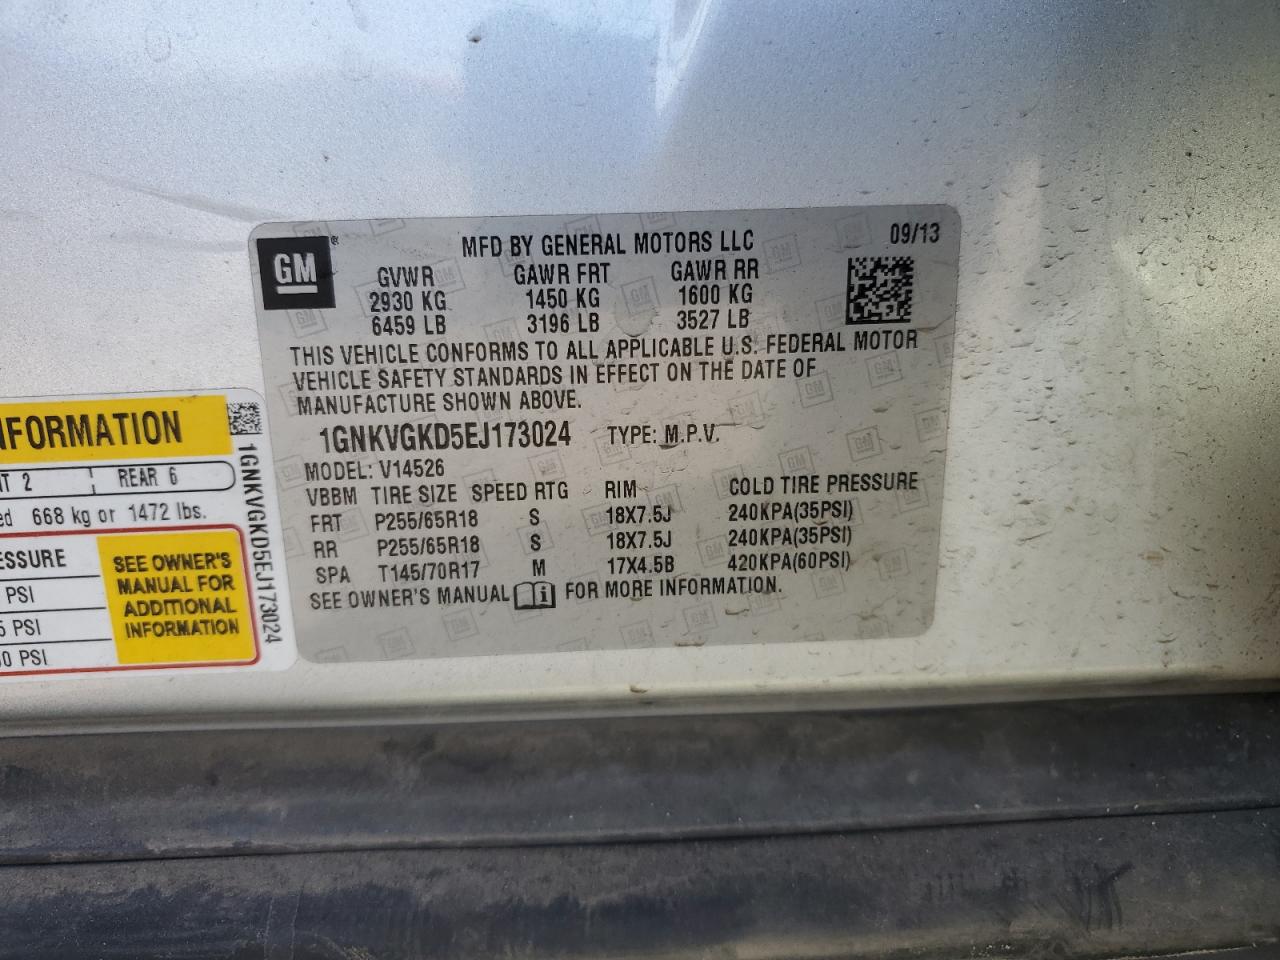 GM®
MFD BY GENERAL MOTORS LLC 09/13
GVWR GAWR FRT GAWR RR
2930 KG 1450 KG 1600 KG
6459 LB 3196 LB 3527 LB
THIS VEHICLE CONFORMS TO ALL APPLICABLE U.S. FEDERAL MOTOR
VEHICLE SAFETY STANDARDS IN EFFECT ON THE DATE OF
MANUFACTURE SHOWN ABOVE.
1GNKVGKD5EJ173024 TYPE: M.P.V.
MODEL: V14526
VBBM TIRE SIZE SPEED RTG RIM COLD TIRE PRESSURE
FRT P255/65R18 S 18X7.5J 240KPA(35PSI)
RR P255/65R18 S 18X7.5J 240KPA(35PSI)
SPA T145/70R17 M 17X4.5B 420KPA(60PSI)
SEE OWNER'S MANUAL i FOR MORE INFORMATION.
NFORMATION
NT 2 REAR 6
ed 668 kg or 1472 lbs.
ESSURE
PSI
5 PSI
0 PSI
SEE OWNER'S
MANUAL FOR
ADDITIONAL
INFORMATION
1GNKVGKD5EJ173024